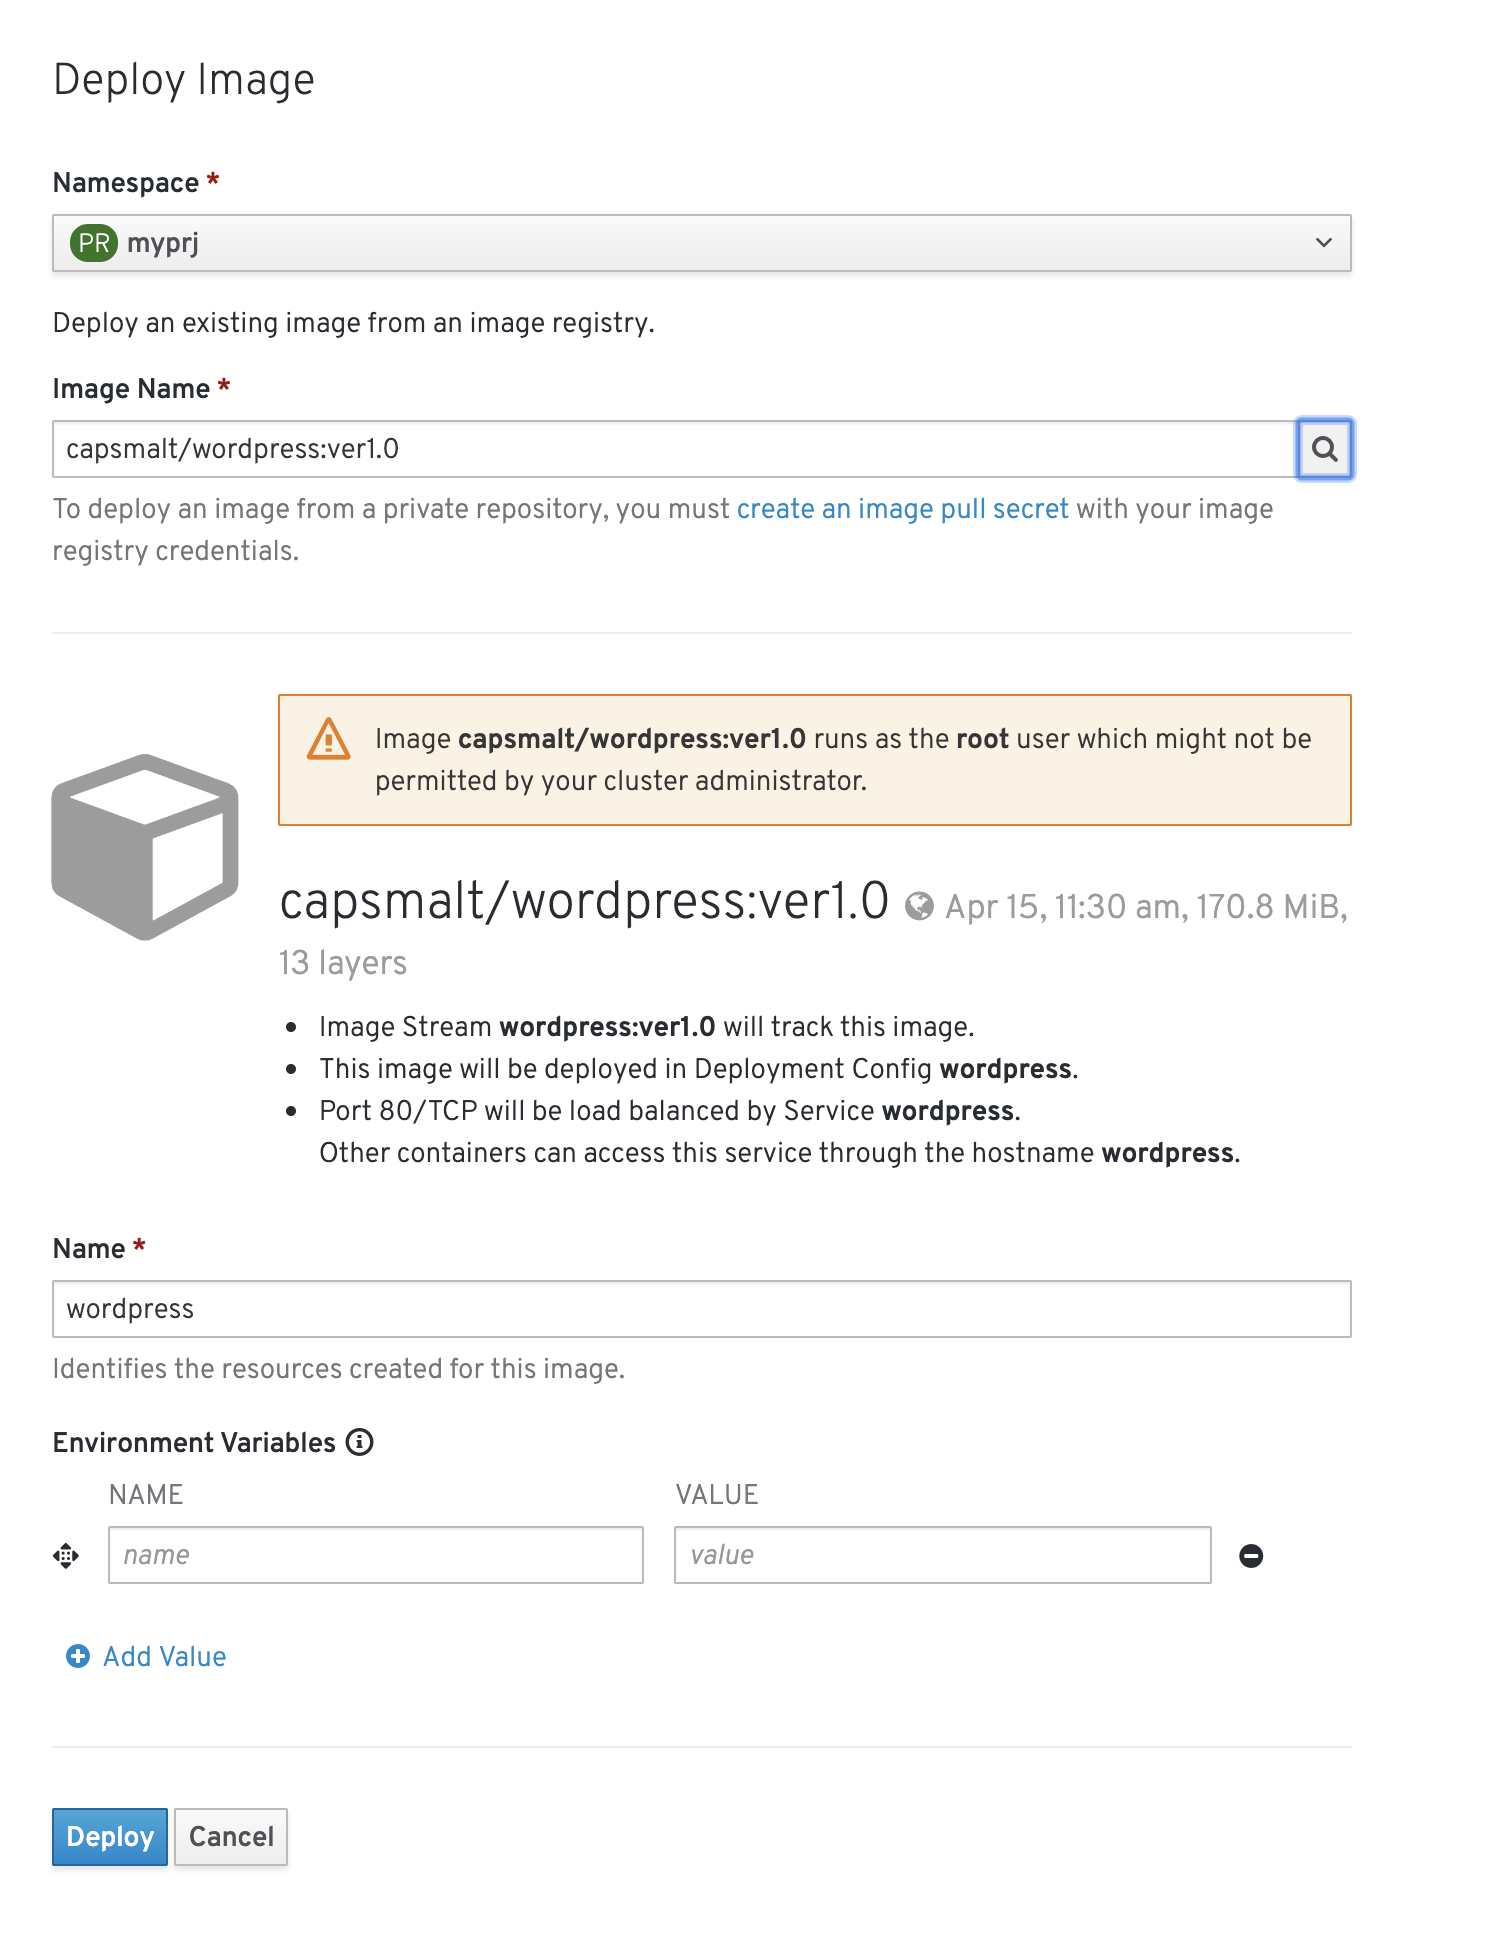 Deploy Image
Namespace *
PR myprj
Deploy an existing image from an image registry.
Image Name *
capsmalt/wordpress:ver1.0
To deploy an image from a private repository, you must create an image pull secret with your image
registry credentials.
Image capsmalt/wordpress:ver1.0 runs as the root user which might not be
permitted by your cluster administrator.
capsmalt/wordpress:ver1.0 Apr 15, 11:30 am, 170.8 MiB,
13 layers
• Image Stream wordpress:ver1.0 will track this image.
• This image will be deployed in Deployment Config wordpress.
• Port 80/TCP will be load balanced by Service wordpress.
Other containers can access this service through the hostname wordpress.
Name *
wordpress
Identifies the resources created for this image.
Environment Variables
NAME VALUE
name value
Add Value
Deploy Cancel